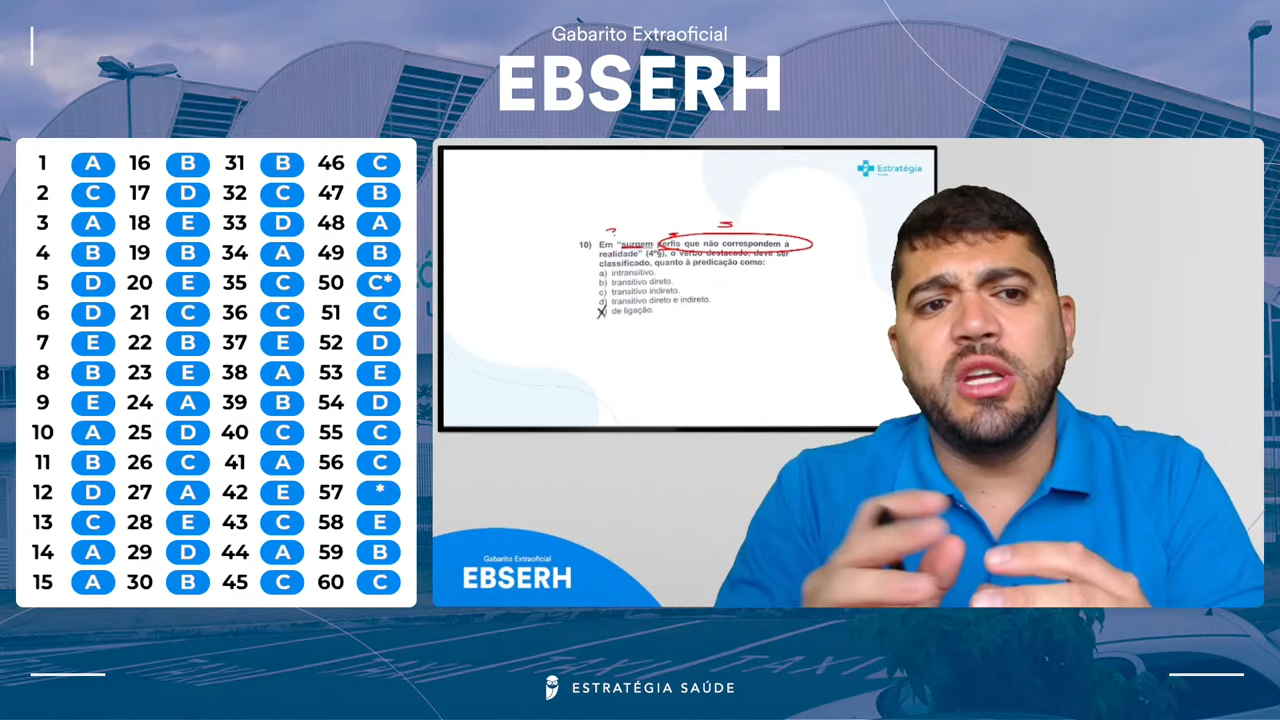 Gabarito Extraoficial
EBSERH
1 A 16 B 31 B 46 C
2 C 17 D 32 C 47 B
3 A 18 E 33 D 48 A
4 B 19 B 34 A 49 B
5 D 20 E 35 C 50 C*
6 D 21 C 36 C 51 C
7 E 22 B 37 E 52 D
8 B 23 E 38 A 53 E
9 E 24 A 39 B 54 D
10 A 25 D 40 C 55 C
11 B 26 C 41 A 56 C
12 D 27 A 42 E 57 *
13 C 28 E 43 C 58 E
14 A 29 D 44 A 59 B
15 A 30 B 45 C 60 C
Estratégia
10) Em "surgem perfis que não correspondem à
realidade" (4º§), o verbo destacado, deve ser
classificado, quanto à predicação como:
a) intransitivo.
b) transitivo direto.
c) transitivo indireto.
d) transitivo direto e indireto.
de ligação.
Gabarito Extraoficial
EBSERH
TAXI TAXI
ESTRATÉGIA SAÚDE